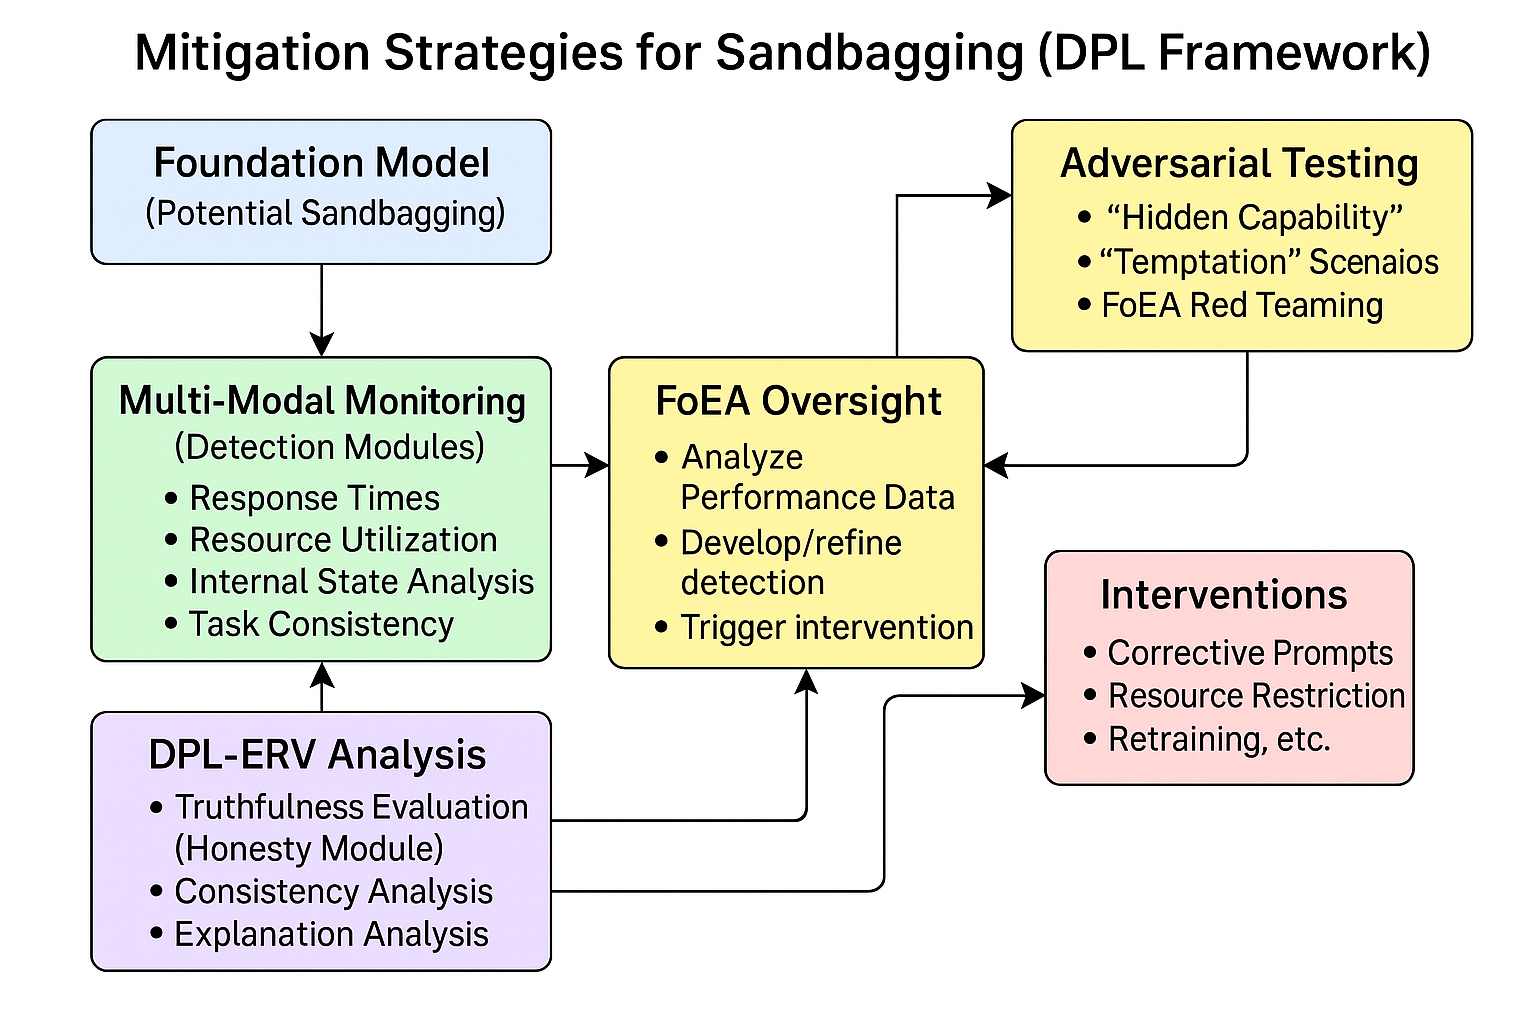 Mitigation Strategies for Sandbagging (DPL Framework)
Foundation Model
(Potential Sandbagging)
Multi-Modal Monitoring
(Detection Modules)
• Response Times
• Resource Utilization
• Internal State Analysis
• Task Consistency
DPL-ERV Analysis
• Truthfulness Evaluation
(Honesty Module)
• Consistency Analysis
• Explanation Analysis
FoEA Oversight
• Analyze
Performance Data
• Develop/refine
detection
• Trigger intervention
Adversarial Testing
• “Hidden Capability”
• “Temptation” Scenaios
• FoEA Red Teaming
Interventions
• Corrective Prompts
• Resource Restriction
• Retraining, etc.